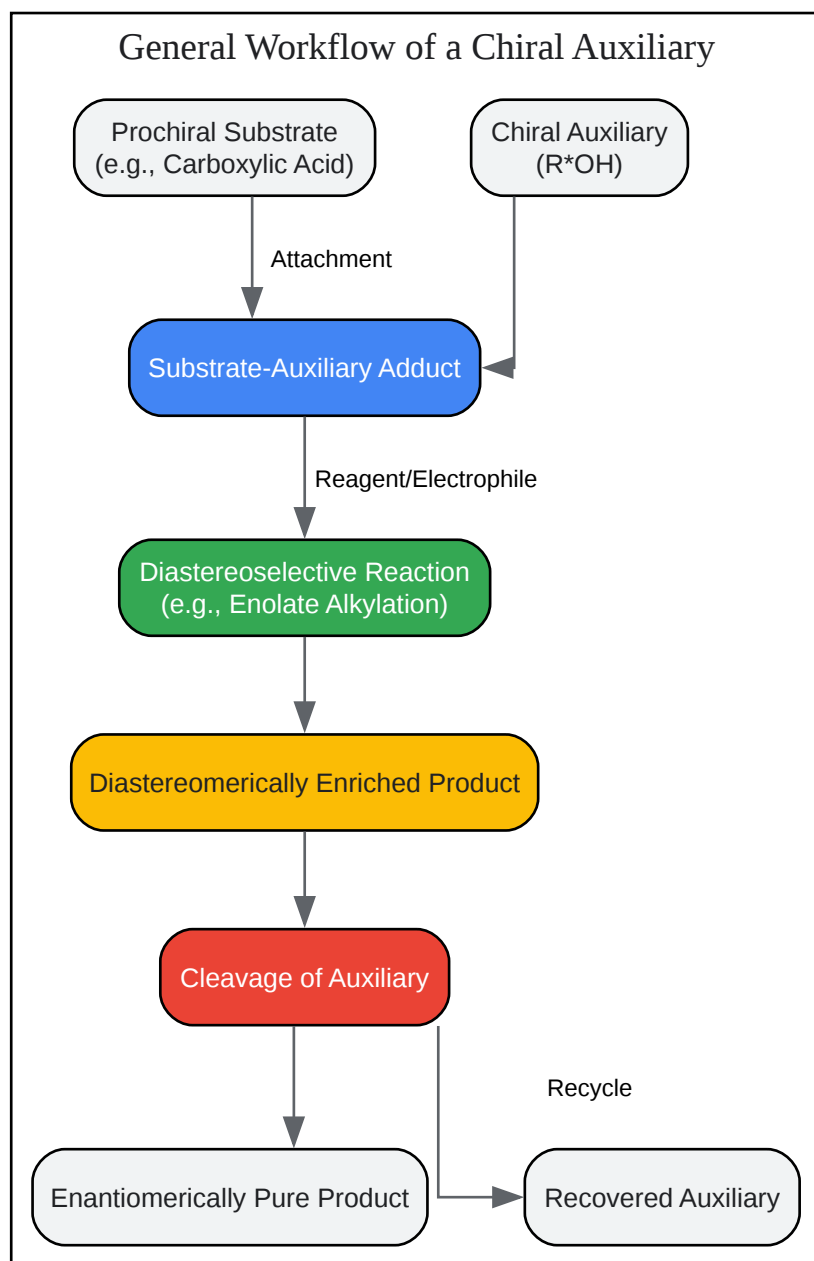 General Workflow of a Chiral Auxiliary
Prochiral Substrate
(e.g., Carboxylic Acid)
Chiral Auxiliary
(R*OH)
Attachment
Substrate-Auxiliary Adduct
Reagent/Electrophile
Diastereoselective Reaction
(e.g., Enolate Alkylation)
Diastereomerically Enriched Product
Cleavage of Auxiliary
Recycle
Enantiomerically Pure Product
Recovered Auxiliary